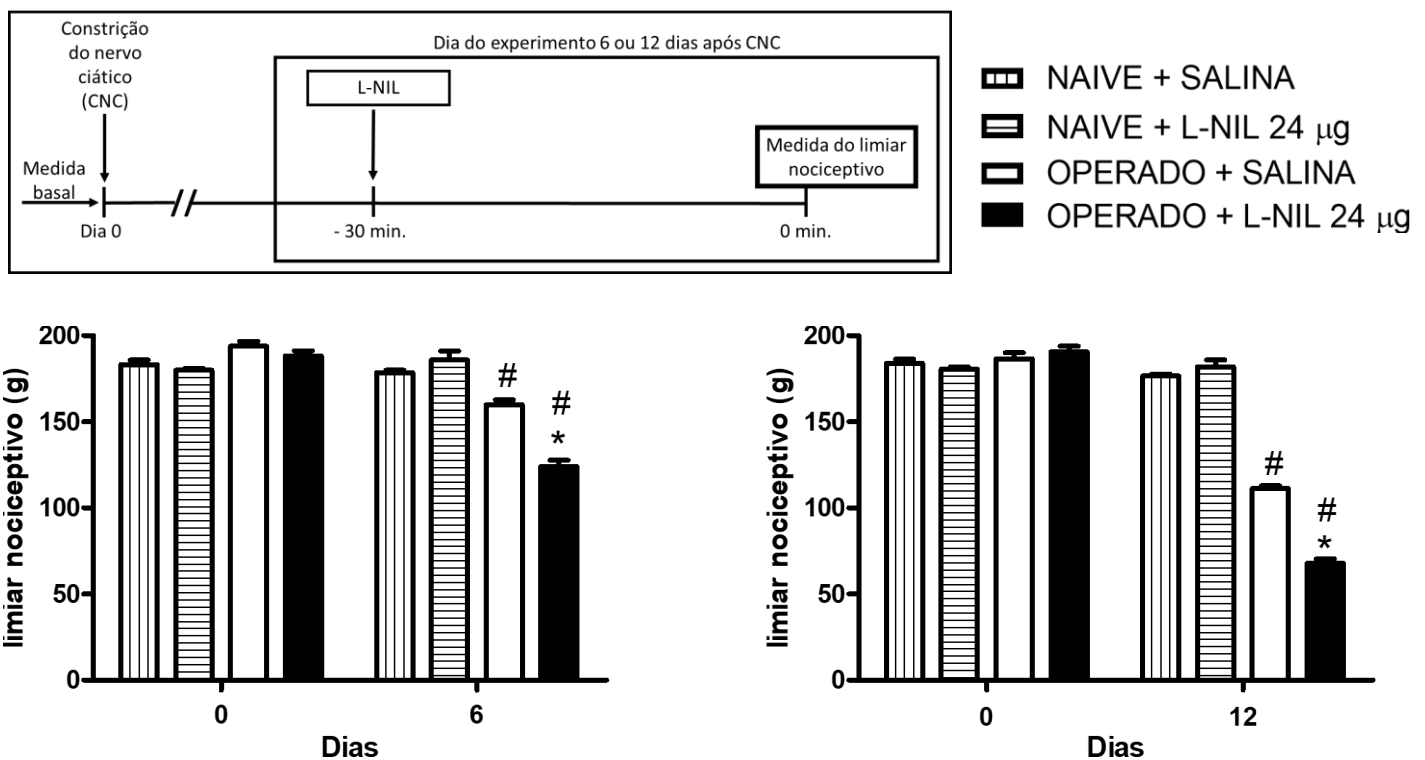 Constrição
do nervo
ciático
(CNC)
Dia do experimento 6 ou 12 dias após CNC
L-NIL
Medida do limiar
nociceptivo
Medida
basal
Dia 0
- 30 min.
0 min.
NAIVE + SALINA
NAIVE + L-NIL 24 μg
OPERADO + SALINA
OPERADO + L-NIL 24 μg
limiar nociceptivo (g)
200
150
100
50
0
#
#
*
0
6
Dias
limiar nociceptivo (g)
200
150
100
50
0
#
#
*
0
12
Dias